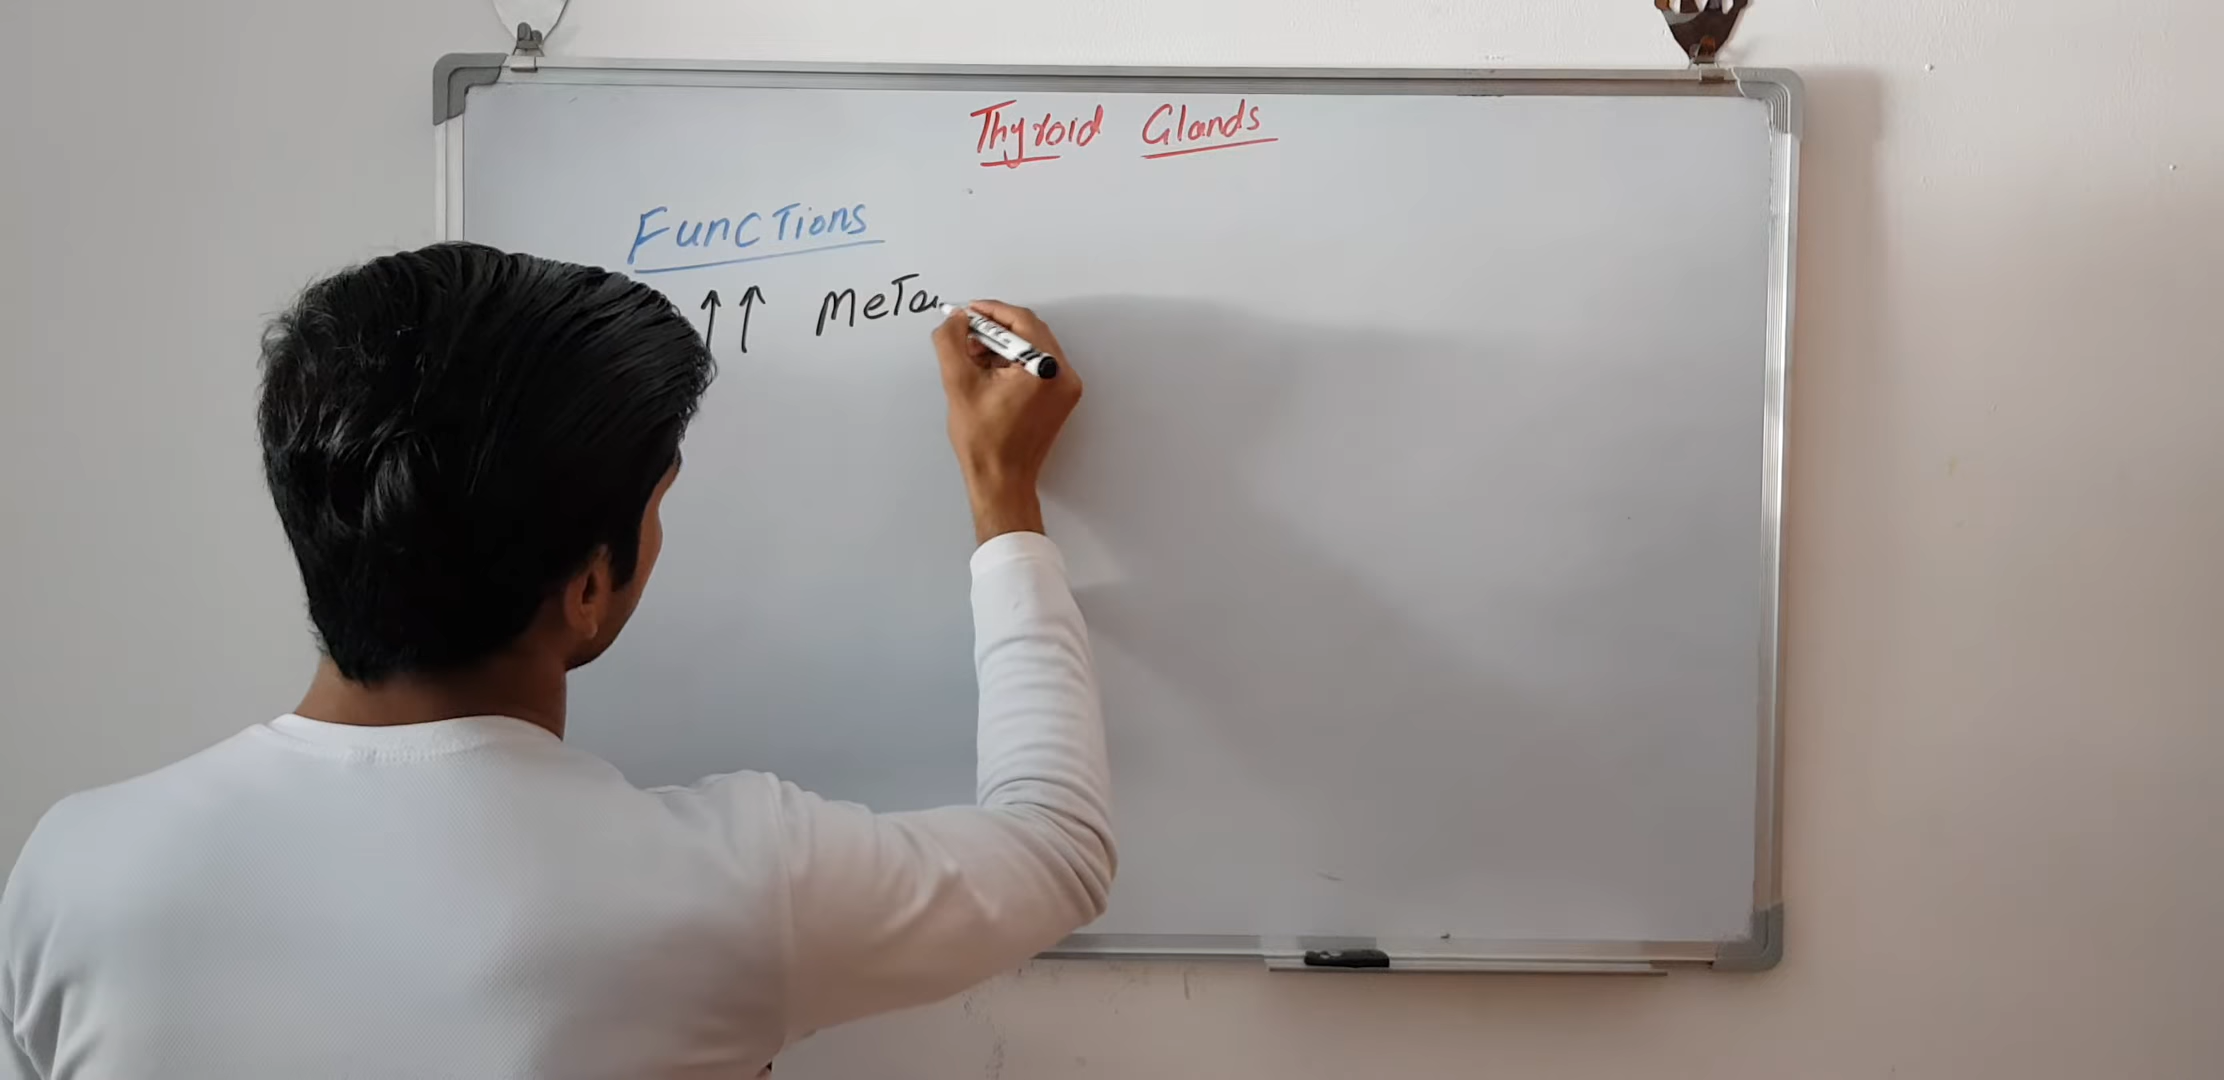 Thyroid Glands
Functions
↑↑ Meta